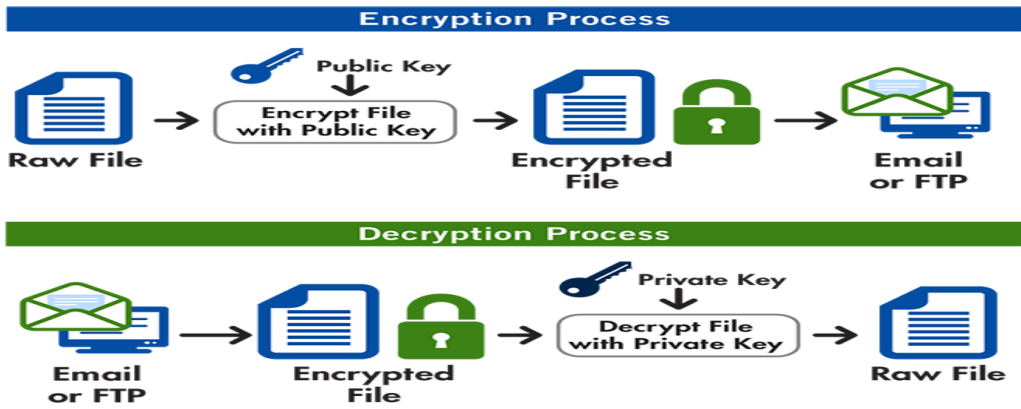 Encryption Process
Public Key
Encrypt File
with Public Key
Raw File
Encrypted
File
Email
or FTP
Decryption Process
Private Key
Decrypt File
with Private Key
Email
or FTP
Encrypted
File
Raw File